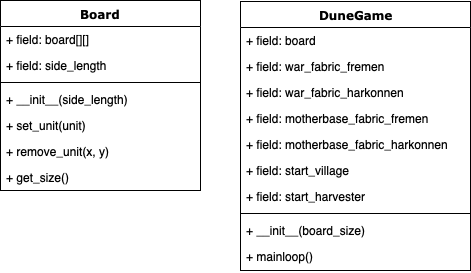 Board
+ field: board[][]
+ field: side_length
+ __init__(side_length)
+ set_unit(unit)
+ remove_unit(x, y)
+ get_size()
DuneGame
+ field: board
+ field: war_fabric_fremen
+ field: war_fabric_harkonnen
+ field: motherbase_fabric_fremen
+ field: motherbase_fabric_harkonnen
+ field: start_village
+ field: start_harvester
+ __init__(board_size)
+ mainloop()